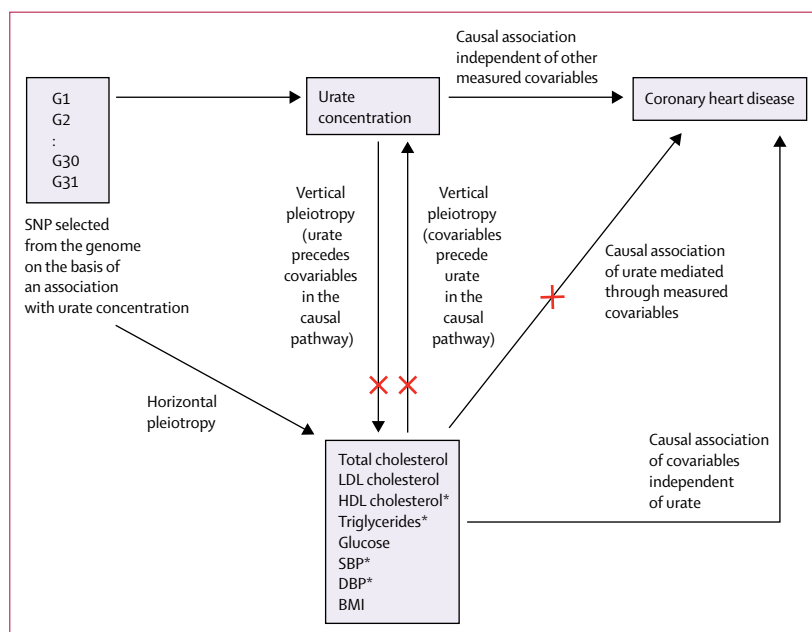 G1
G2
:
G30
G31
SNP selected
from the genome
on the basis of
an association
with urate concentration
Urate
concentration
Causal association
independent of other
measured covariables
Coronary heart disease
Vertical
pleiotropy
(urate
precedes
covariables
in the
causal
pathway)
Vertical
pleiotropy
(covariables
precede
urate
in the
causal
pathway)
Causal association
of urate mediated
through measured
covariables
Horizontal
pleiotropy
Total cholesterol
LDL cholesterol
HDL cholesterol*
Triglycerides*
Glucose
SBP*
DBP*
BMI
Causal association
of covariables
independent
of urate